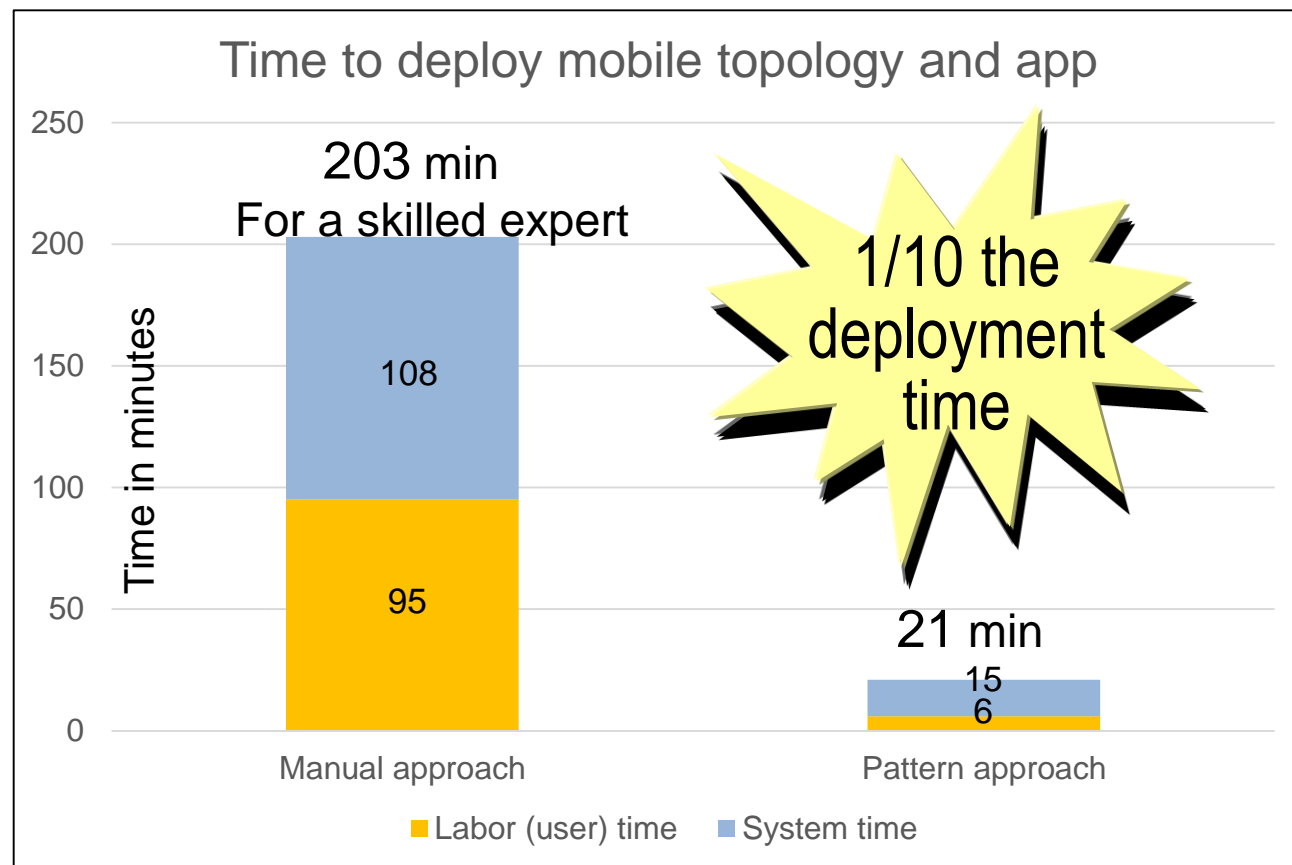 Time to deploy mobile topology and app
250
200
150
100
50
0
Time in minutes
203 min
For a skilled expert
108
95
1/10 the
deployment
time
21 min
15
6
Manual approach
Pattern approach
Labor (user) time
System time